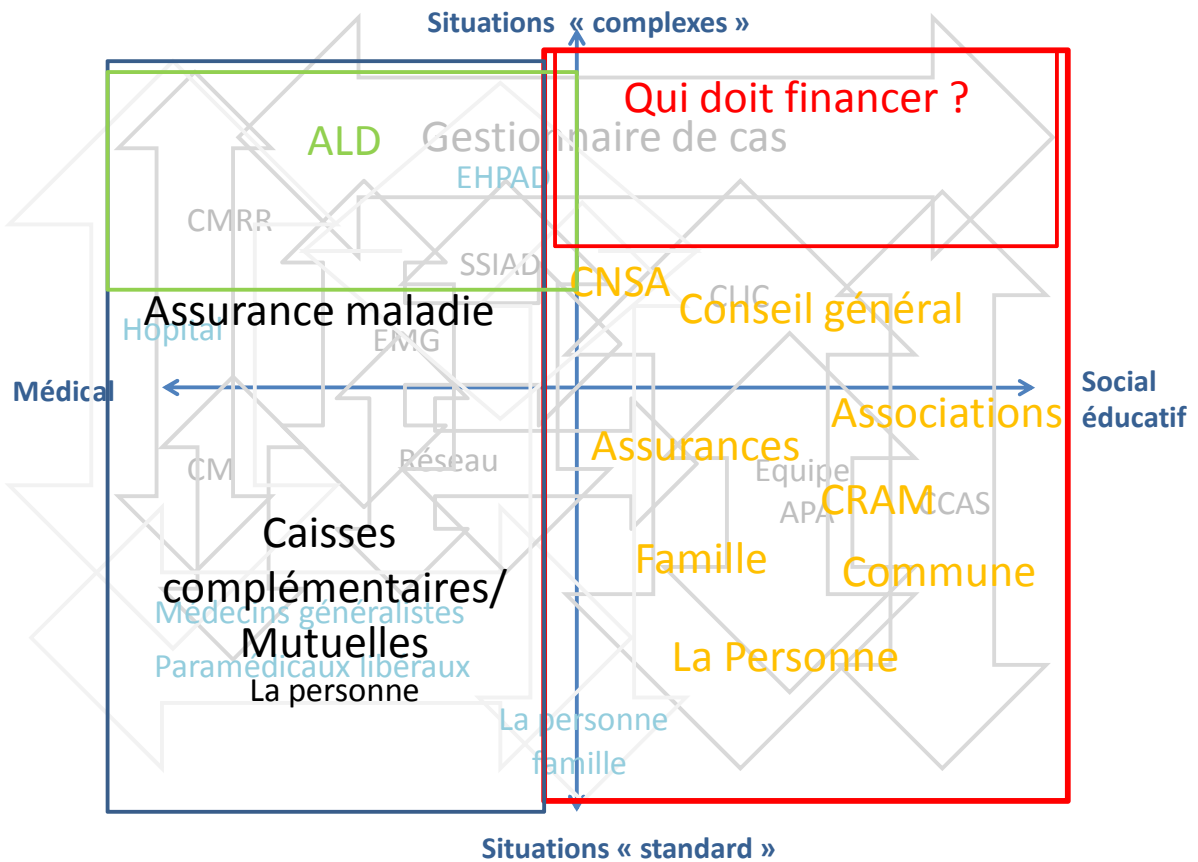 Situations « complexes »
Qui doit financer ?
ALD
Gestionnaire de cas
EHPAD
CMRR
SSIAD
CNSA
CLIC
Conseil général
Assurance maladie
Hôpital
EMG
Médical
Social
éducatif
Associations
Assurances
CM
Réseau
Equipe
APA
CRAM
CCAS
Caisses
complémentaires/
Mutuelles
La personne
Famille
Commune
Médecins généralistes
Paramédicaux libéraux
La Personne
La personne
famille
Situations « standard »